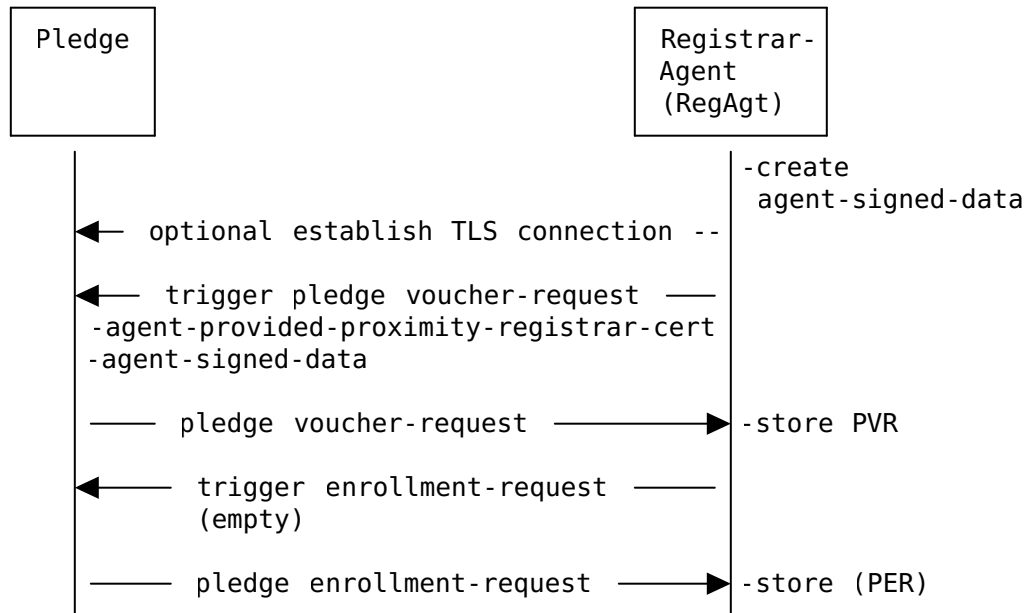 Pledge
Registrar-
Agent
(RegAgt)
-create
agent-signed-data
optional establish TLS connection --
trigger pledge voucher-request
-agent-provided-proximity-registrar-cert
-agent-signed-data
pledge voucher-request
-store PVR
trigger enrollment-request
(empty)
pledge enrollment-request
-store (PER)